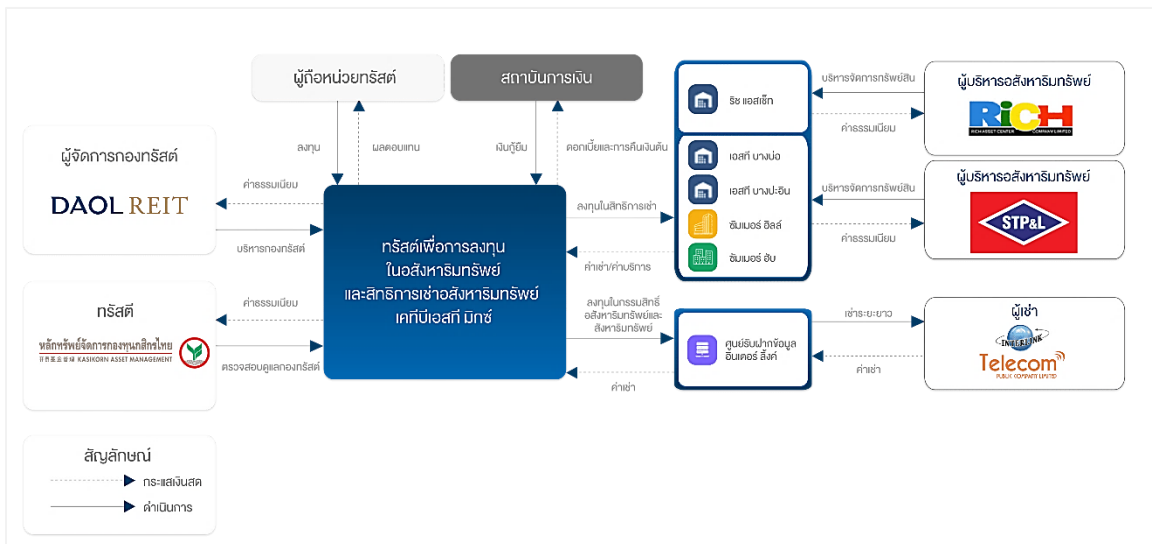 ผู้ถือหน่วยทรัสต์
สถาบันการเงิน
ลงทุน
ผลตอบแทน
เงินกู้ยืม
ดอกเบี้ยและการคืนเงินต้น
ผู้จัดการกองทรัสต์
DAOL REIT
ค่าธรรมเนียม
บริหารกองทรัสต์
ทรัสตี
หลักทรัพย์จัดการกองทุนกสิกรไทย
KASIKORN ASSET MANAGEMENT
ค่าธรรมเนียม
ตรวจสอบดูแลกองทรัสต์
ทรัสต์เพื่อการลงทุน
ในอสังหาริมทรัพย์
และสิทธิการเช่าอสังหาริมทรัพย์
เคทีบีเอสที มิกซ์
ลงทุนในสิทธิการเช่า
ค่าเช่า/ค่าบริการ
ลงทุนในกรรมสิทธิ์
อสังหาริมทรัพย์และ
สังหาริมทรัพย์
ค่าเช่า
ริช แอสเซ็ท
เอสที บางบ่อ
เอสที บางปะอิน
ซัมเมอร์ ฮิลล์
ซัมเมอร์ ฮับ
ศูนย์รับฝากข้อมูล
อินเตอร์ ลิ้งค์
บริหารจัดการทรัพย์สิน
ค่าธรรมเนียม
ผู้บริหารอสังหาริมทรัพย์
RICH
RICH ASSET CENTER COMPANY LIMITED
บริหารจัดการทรัพย์สิน
ค่าธรรมเนียม
ผู้บริหารอสังหาริมทรัพย์
STP&L
เช่าระยะยาว
ค่าเช่า
ผู้เช่า
INTERLINK
Telecom
PUBLIC COMPANY LIMITED
สัญลักษณ์
กระแสเงินสด
ดำเนินการ